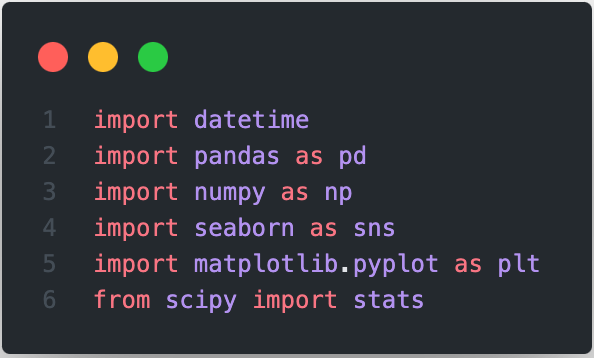 1 import datetime
2 import pandas as pd
3 import numpy as np
4 import seaborn as sns
5 import matplotlib.pyplot as plt
6 from scipy import stats